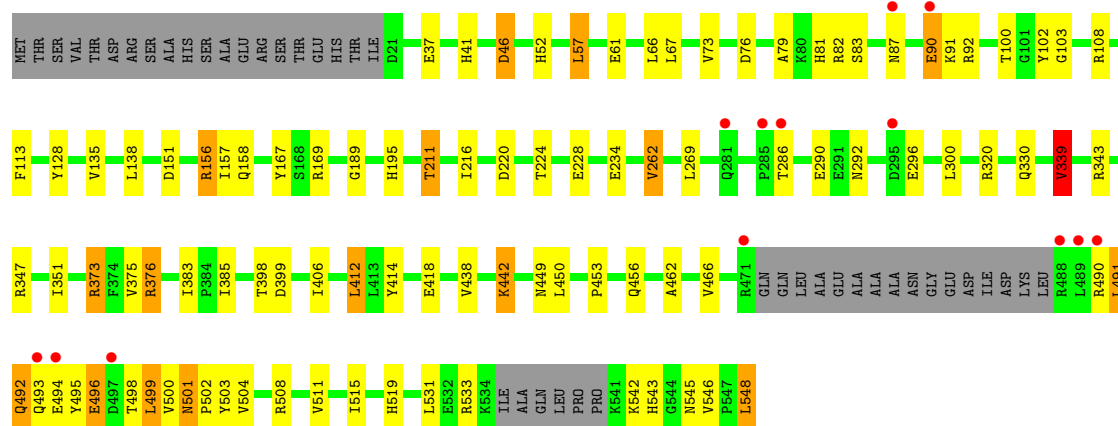 MET THR SER VAL THR ASP ARG SER ALA HIS SER ALA GLU ARG SER THR GLU HIS THR ILE D21 E37 H41 D46 H52 L57 E61 L66 L67 V73 D76 A79 K80 H81 R82 S83 N87 E90 K91 R92 T100 G101 Y102 G103 R108
F113 Y128 V135 L138 D151 R156 I157 Q158 Y167 S168 R169 G189 H195 T211 I216 D220 T224 E228 E234 V262 L269 Q281 P285 T286 E290 E291 N292 D295 E296 L300 R320 Q330 V339 R343
R347 I351 R373 F374 V375 R376 I383 P384 I385 T398 D399 I406 L412 L413 Y414 E418 V438 K442 N449 L450 P453 Q456 A462 V466 R471 GLN GLN LEU ALA GLU ALA ALA ALA ASN GLY GLU ASP ILE ASP LYS LEU R488 L489 R490 L491
Q492 Q493 E494 Y495 E496 D497 T498 L499 V500 N501 P502 Y503 V504 R508 V511 I515 H519 L531 E532 R533 K534 ILE ALA GLN LEU PRO PRO K541 K542 H543 G544 N545 V546 P547 L548